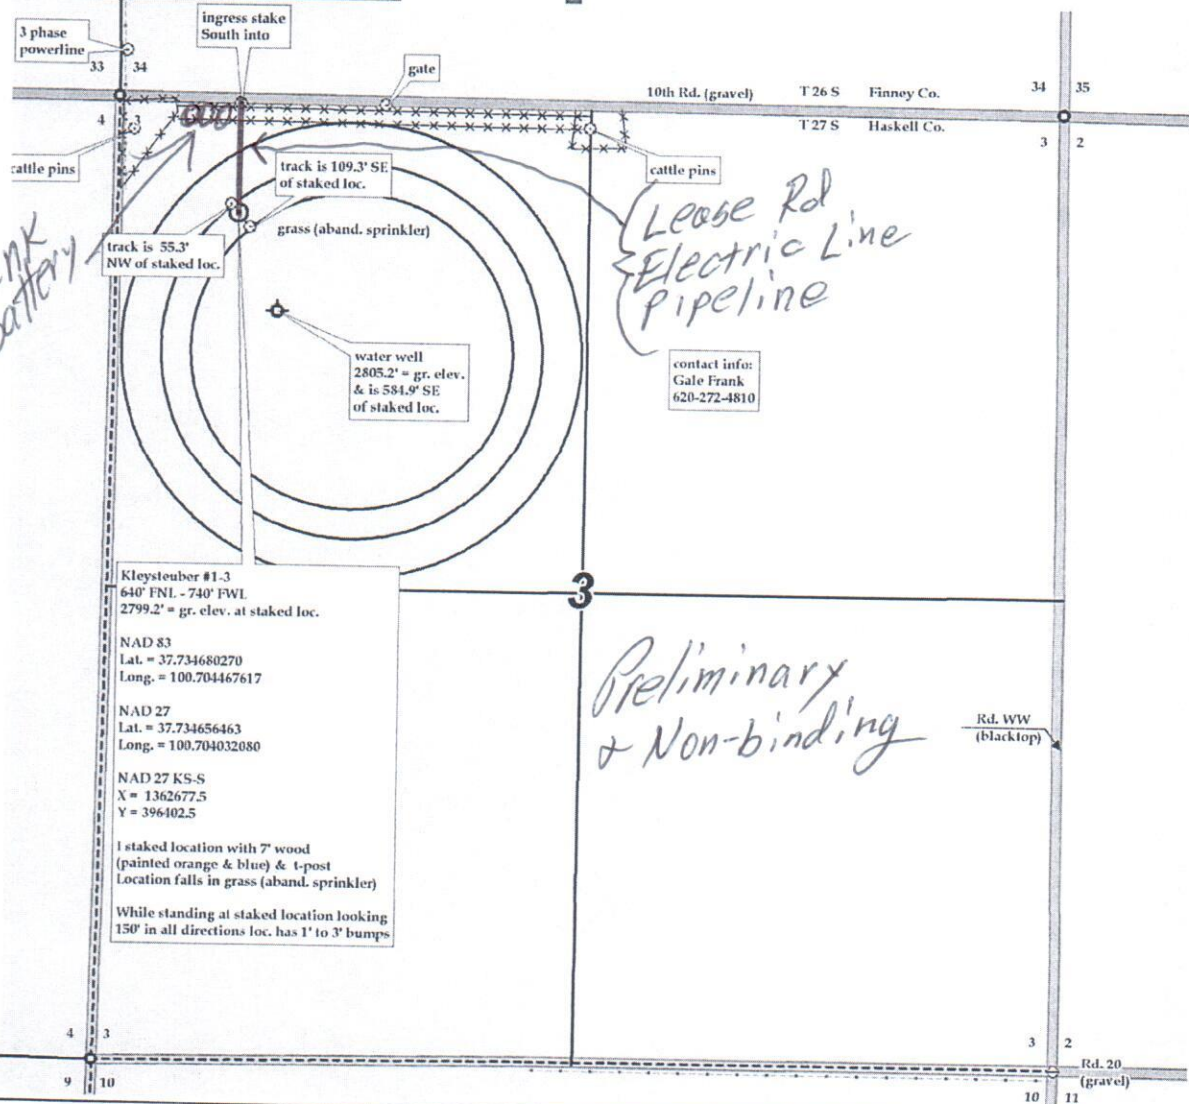 ingress stake
South into
3 phase
powerline
33 34
gate
10th Rd. (gravel) T 26 S Finney Co.
34 35
4 3
T 27 S Haskell Co.
3 2
cattle pins
track is 109.3' SE
of staked loc.
cattle pins
grass (aband. sprinkler)
track is 55.3'
NW of staked loc.
battery
Lease Rd
Electric Line
pipeline
water well
2805.2' = gr. elev.
& is 584.9' SE
of staked loc.
contact info:
Gale Frank
620-272-4810
Kleysteuber #1-3
640' FNL - 740' FWL
2799.2' = gr. elev. at staked loc.
NAD 83
Lat. = 37.734680270
Long. = 100.704467617
NAD 27
Lat. = 37.734656463
Long. = 100.704032080
NAD 27 KS-S
X = 1362677.5
Y = 396402.5
I staked location with 7' wood
(painted orange & blue) & t-post
Location falls in grass (aband. sprinkler)
While standing at staked location looking
150' in all directions loc. has 1' to 3' bumps
3
Preliminary
& Non-binding
Rd. WW
(blacktop)
4 3
3 2
Rd. 20
(gravel)
9 10
10 11